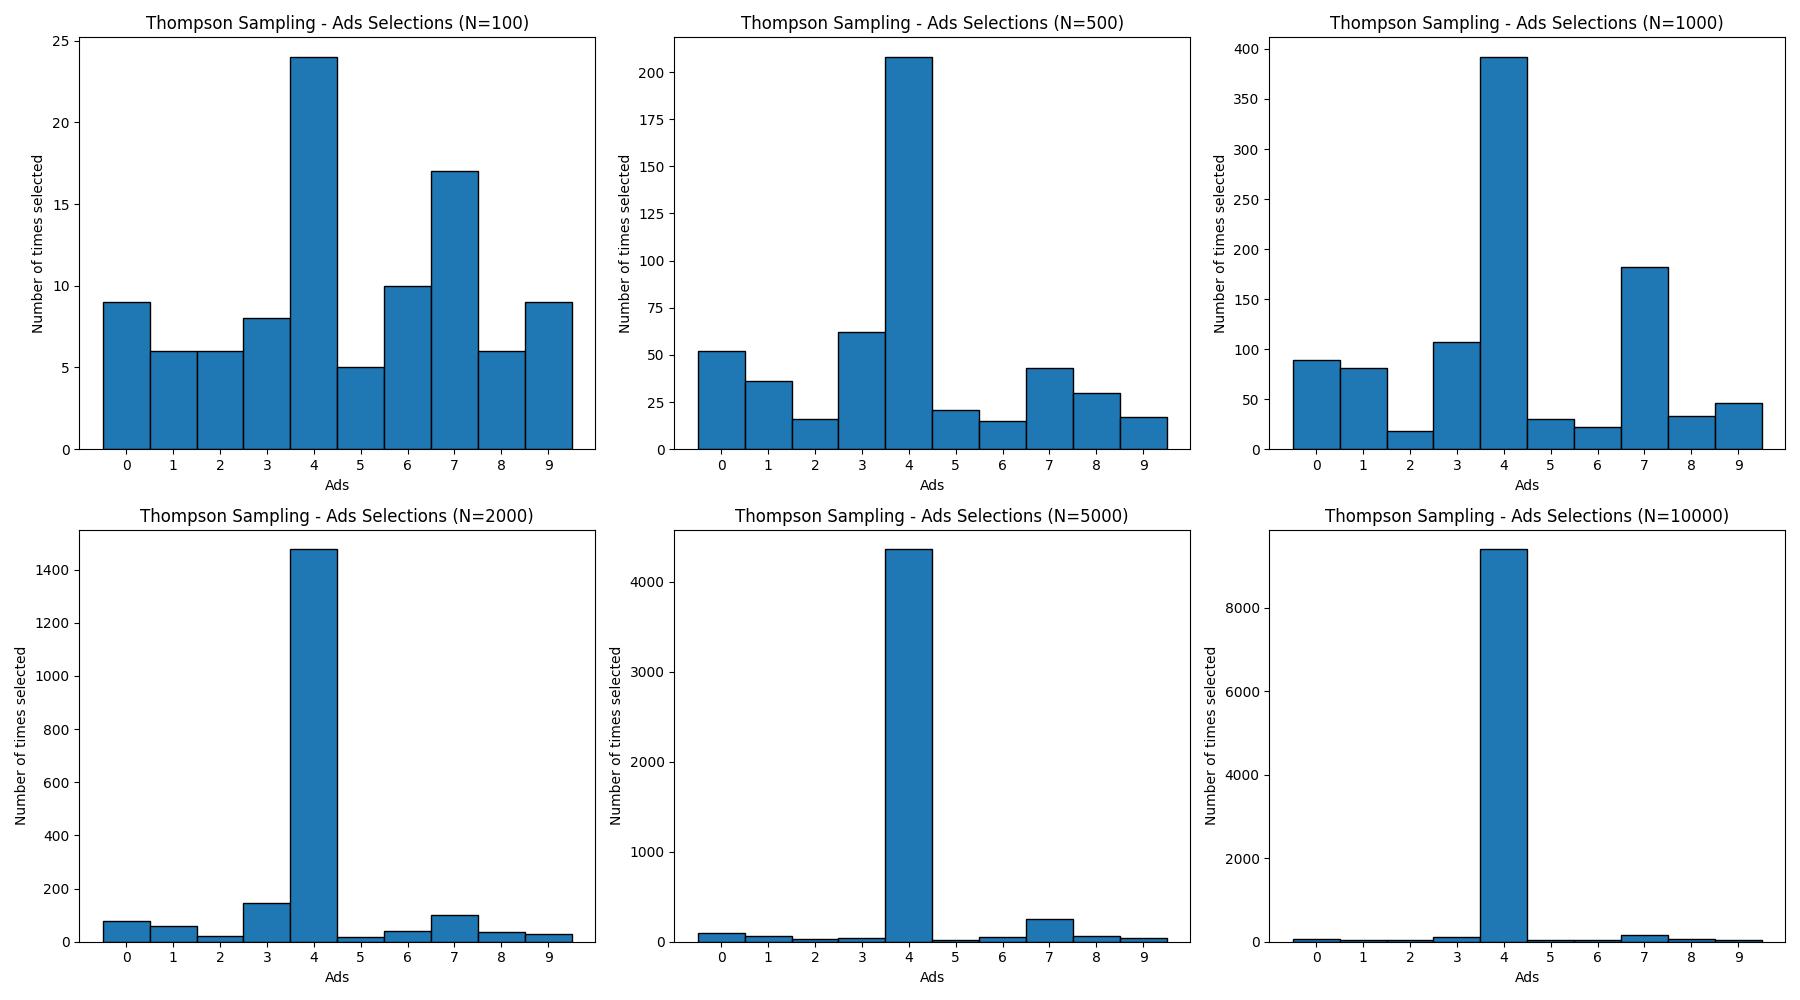 Thompson Sampling - Ads Selections (N=100)
Number of times selected
25
20
15
10
5
0
0 1 2 3 4 5 6 7 8 9
Ads
Thompson Sampling - Ads Selections (N=500)
Number of times selected
200
175
150
125
100
75
50
25
0
0 1 2 3 4 5 6 7 8 9
Ads
Thompson Sampling - Ads Selections (N=1000)
Number of times selected
400
350
300
250
200
150
100
50
0
0 1 2 3 4 5 6 7 8 9
Ads
Thompson Sampling - Ads Selections (N=2000)
Number of times selected
1400
1200
1000
800
600
400
200
0
0 1 2 3 4 5 6 7 8 9
Ads
Thompson Sampling - Ads Selections (N=5000)
Number of times selected
4000
3000
2000
1000
0
0 1 2 3 4 5 6 7 8 9
Ads
Thompson Sampling - Ads Selections (N=10000)
Number of times selected
8000
6000
4000
2000
0
0 1 2 3 4 5 6 7 8 9
Ads